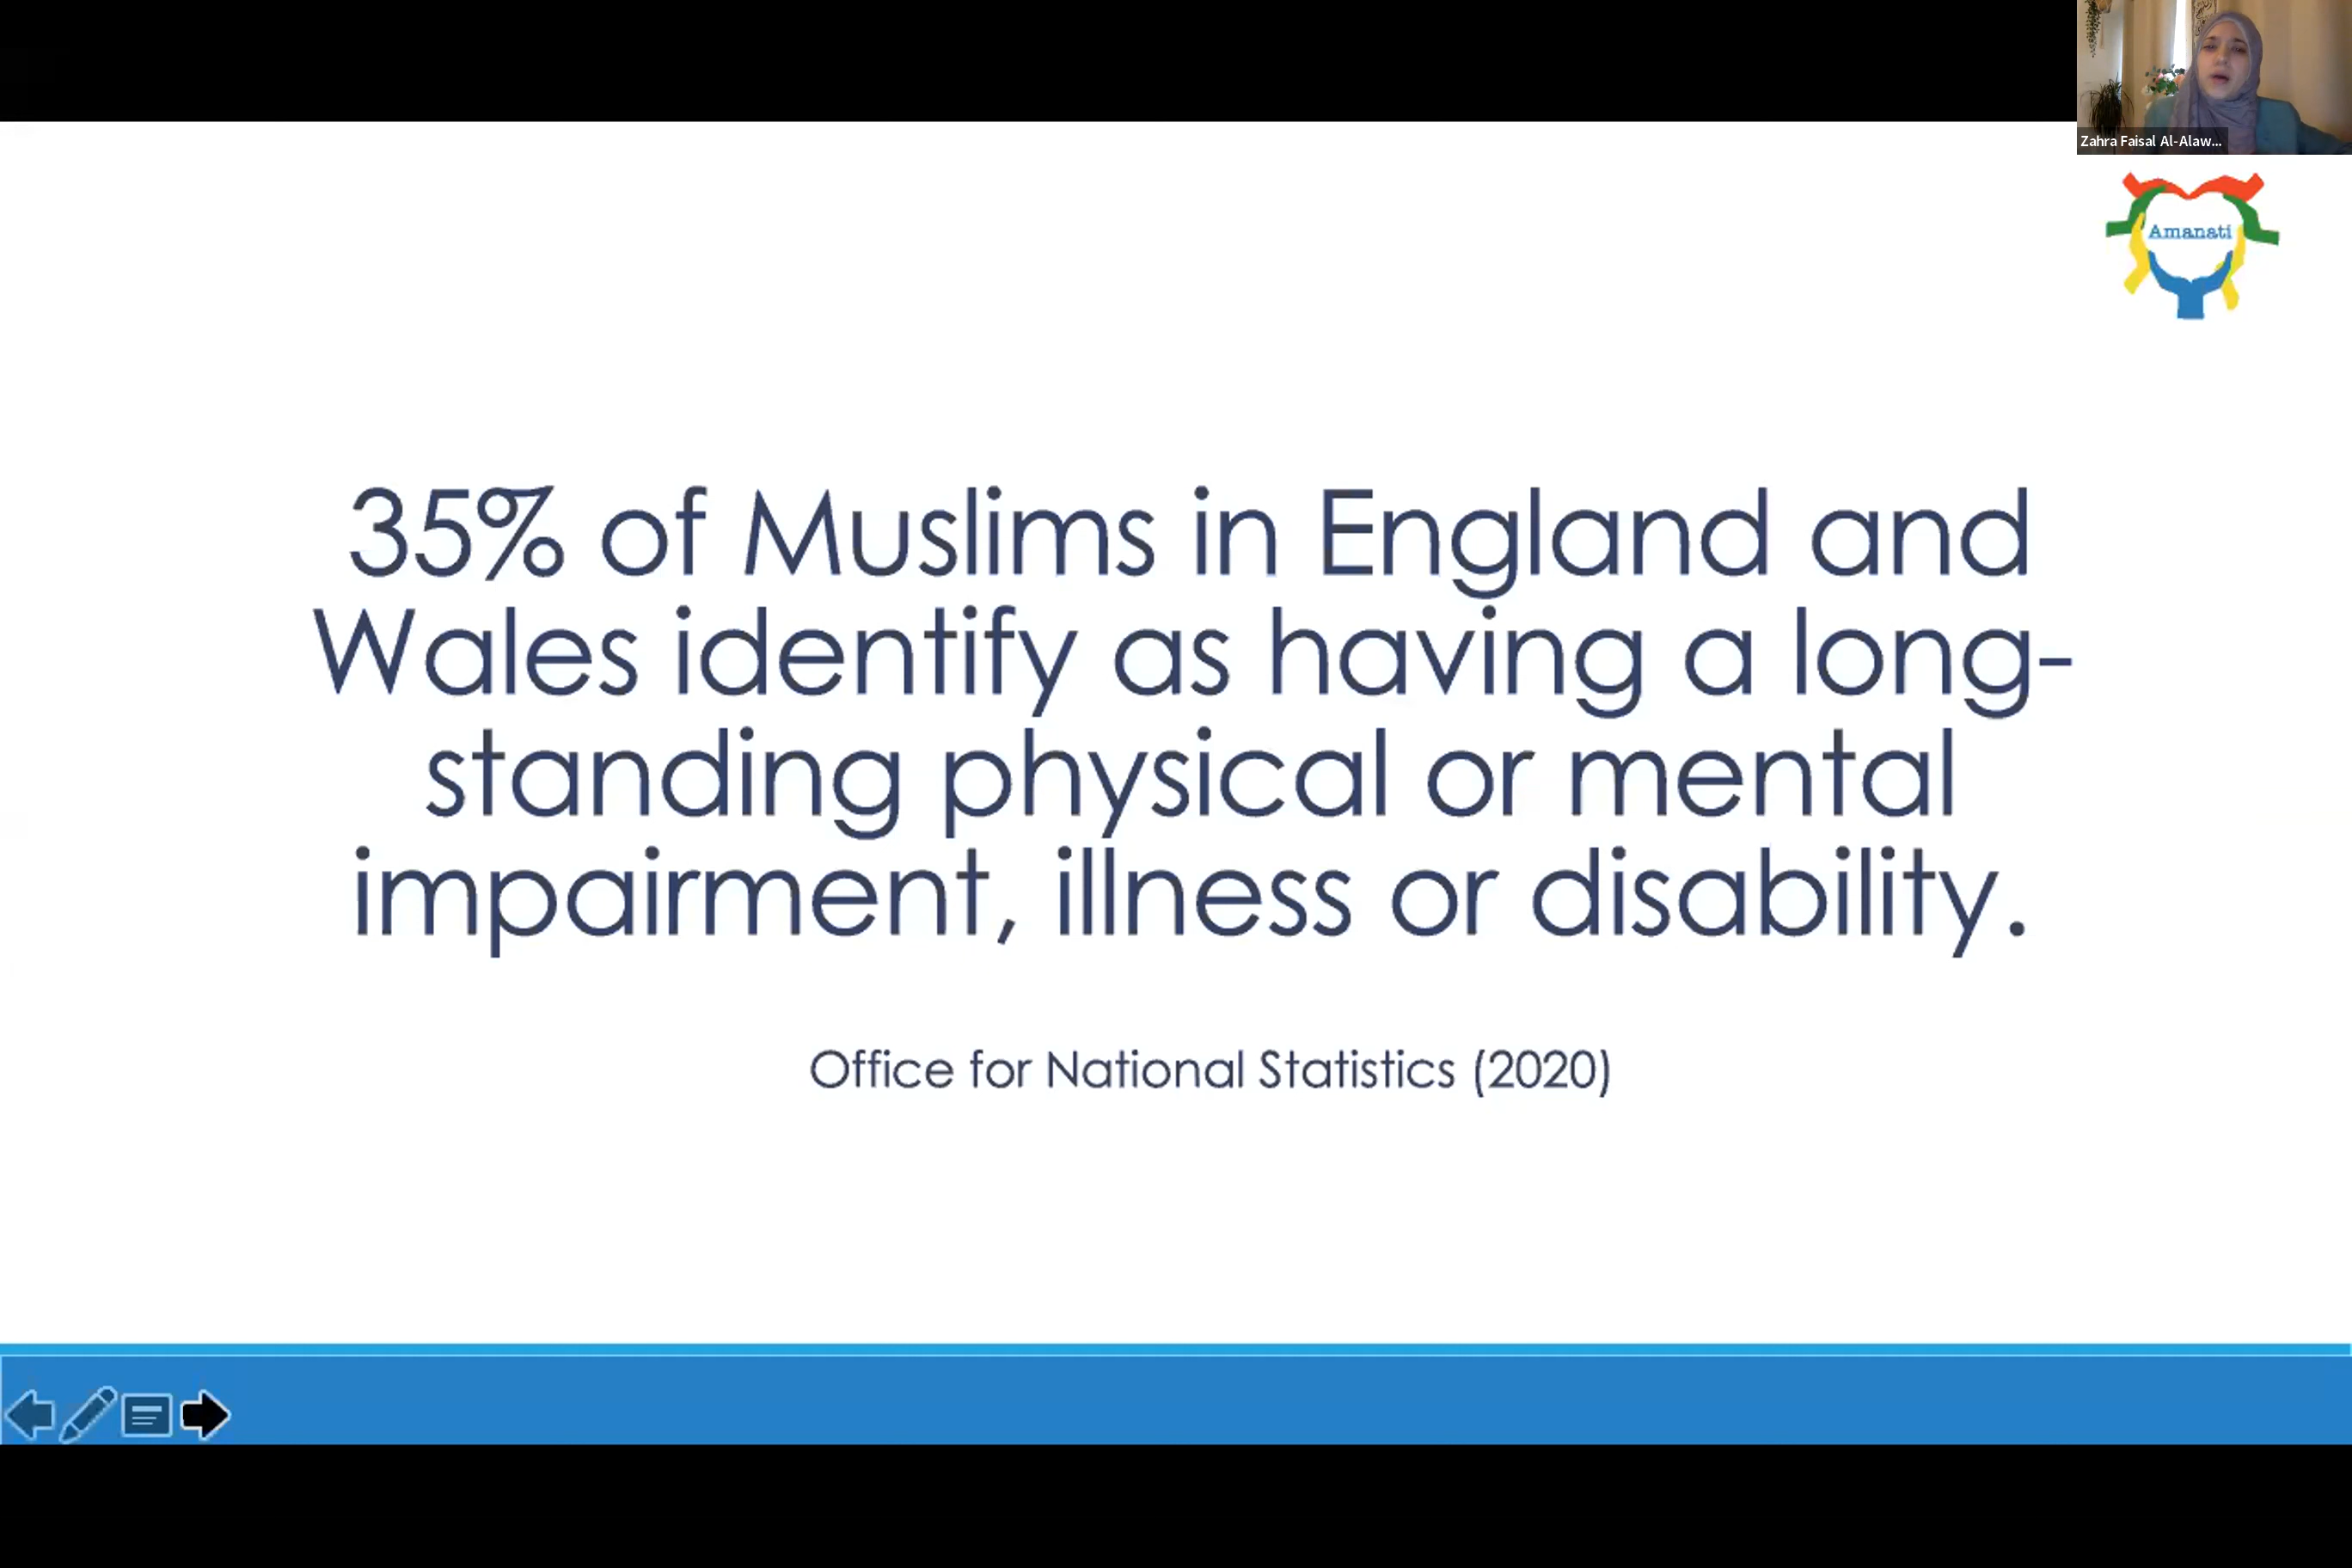 Zahra Faisal Al-Alaw...
Amanati
35% of Muslims in England and
Wales identify as having a long-
standing physical or mental
impairment, illness or disability.
Office for National Statistics (2020)